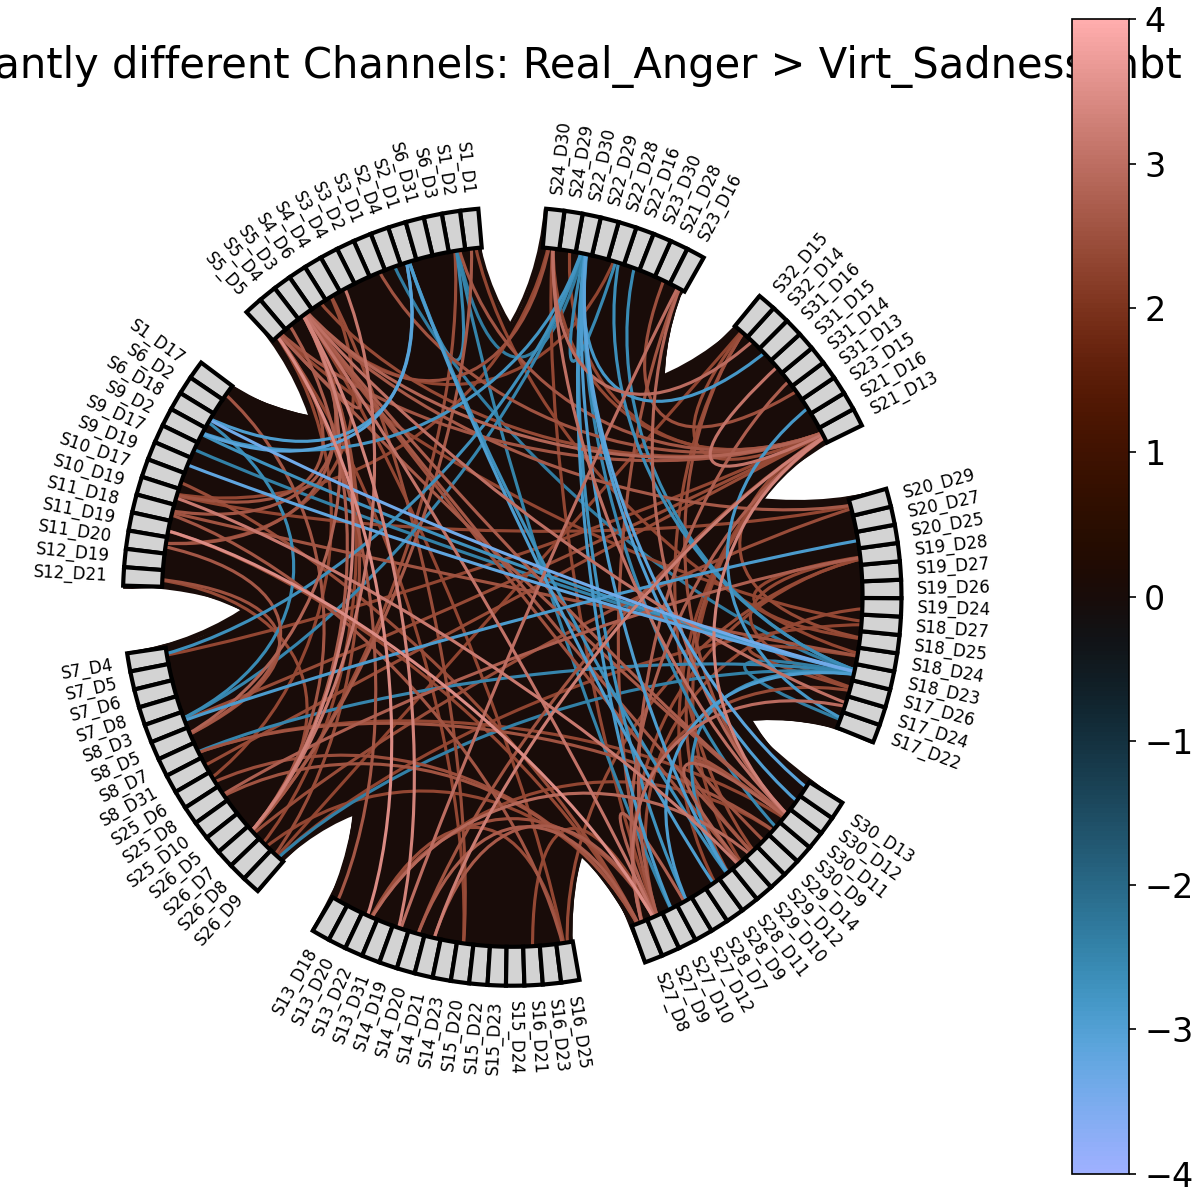 antly different Channels: Real_Anger > Virt_Sadness nbt
S24_D30
S24_D29
S22_D30
S22_D29
S22_D28
S22_D16
S23_D30
S21_D28
S23_D16
S32_D15
S32_D14
S31_D16
S31_D15
S31_D14
S31_D13
S23_D15
S21_D16
S21_D13
S20_D29
S20_D27
S20_D25
S19_D28
S19_D27
S19_D26
S19_D24
S18_D27
S18_D25
S18_D24
S18_D23
S17_D26
S17_D24
S17_D22
S30_D13
S30_D12
S30_D11
S30_D9
S29_D14
S29_D12
S29_D10
S28_D11
S28_D9
S28_D7
S27_D12
S27_D10
S27_D9
S27_D8
S16_D25
S16_D23
S16_D21
S15_D24
S15_D23
S15_D22
S15_D20
S14_D23
S14_D21
S14_D20
S14_D19
S13_D31
S13_D22
S13_D20
S13_D18
S26_D9
S26_D8
S26_D7
S26_D5
S25_D10
S25_D8
S25_D6
S8_D31
S8_D7
S8_D5
S8_D3
S7_D8
S7_D6
S7_D5
S7_D4
S12_D21
S12_D19
S11_D20
S11_D19
S11_D18
S10_D19
S10_D17
S9_D19
S9_D17
S9_D2
S6_D18
S6_D2
S1_D17
S5_D5
S5_D4
S5_D3
S4_D6
S4_D4
S3_D4
S3_D2
S3_D1
S2_D4
S2_D1
S6_D31
S6_D3
S1_D2
S1_D1
4
3
2
1
0
−1
−2
−3
−4